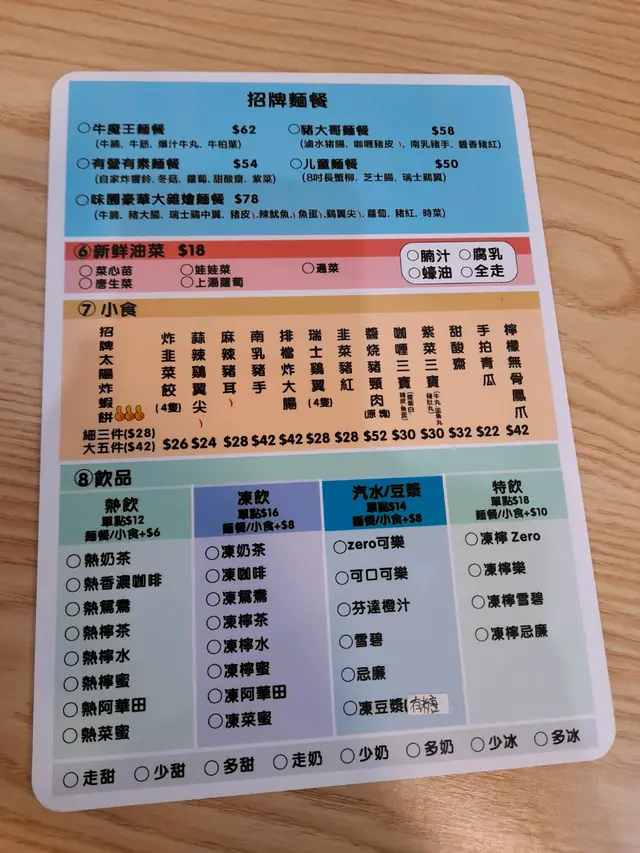 招牌麵餐
牛魔王麵餐 $62
(牛腩, 牛筋, 爆汁牛丸, 牛柏葉)
豬大哥麵餐 $58
(滷水豬腸, 咖喱豬皮, 南乳豬手, 醬香豬紅)
有營有素麵餐 $54
(自家炸響鈴, 冬菇, 蘿蔔, 甜酸齋, 紫菜)
儿童麵餐 $50
(8吋長蟹柳, 芝士腸, 瑞士鷄翼)
味圍豪華大雜燴麵餐 $78
(牛腩, 豬大腸, 瑞士鷄中翼, 豬皮, 辣魷魚, 魚蛋, 鷄翼尖, 蘿蔔, 豬紅, 時菜)
⑥新鮮油菜 $18
菜心苗 娃娃菜 通菜
唐生菜 上湯蘿蔔
腩汁 腐乳
蠔油 全走
⑦小食
招牌太陽炸蝦餅
細三件($28)
大五件($42)
炸韭菜餃(4隻) $26
蒜辣鷄翼尖 $24
麻辣豬耳 $28
南乳豬手 $42
排檔炸大腸 $42
瑞士鷄翼(4隻) $28
韭菜豬紅 $28
醬燒豬頸肉(原塊) $52
咖喱三寶 $30
紫菜三寶 $30
甜酸齋 $32
手拍青瓜 $22
檸檬無骨鳳爪 $42
⑧飲品
熱飲
單點$12
麵餐/小食+$6
熱奶茶
熱香濃咖啡
熱鴛鴦
熱檸茶
熱檸水
熱檸蜜
熱阿華田
熱菜蜜
凍飲
單點$16
麵餐/小食+$8
凍奶茶
凍咖啡
凍鴛鴦
凍檸茶
凍檸水
凍檸蜜
凍阿華田
凍菜蜜
汽水/豆漿
單點$14
麵餐/小食+$8
zero可樂
可口可樂
芬達橙汁
雪碧
忌廉
凍豆漿(有糖)
特飲
單點$18
麵餐/小食+$10
凍檸 Zero
凍檸樂
凍檸雪碧
凍檸忌廉
走甜 少甜 多甜 走奶 少奶 多奶 少冰 多冰